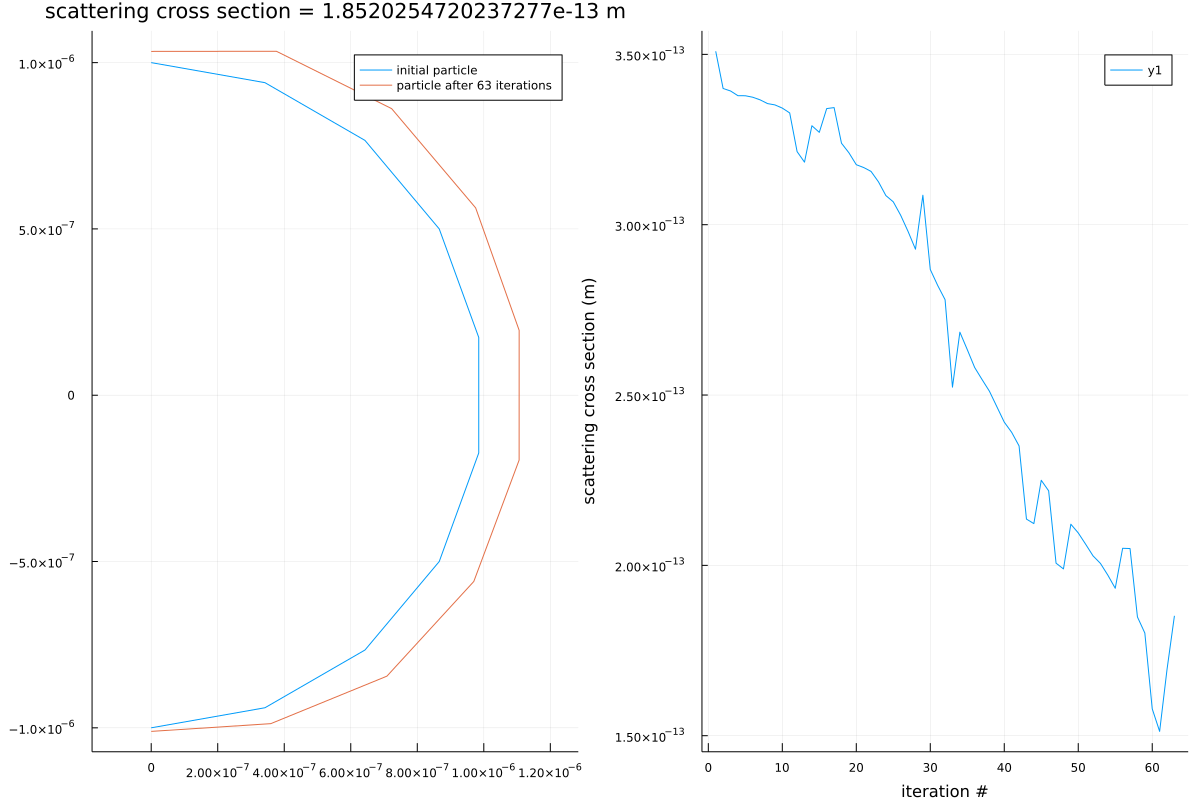 scattering cross section = 1.8520254720237277e-13 m
initial particle
particle after 63 iterations
1.0×10⁻⁶
5.0×10⁻⁷
0
−5.0×10⁻⁷
−1.0×10⁻⁶
0 2.00×10⁻⁷ 4.00×10⁻⁷ 6.00×10⁻⁷ 8.00×10⁻⁷ 1.00×10⁻⁶ 1.20×10⁻⁶
y1
scattering cross section (m)
3.50×10⁻¹³
3.00×10⁻¹³
2.50×10⁻¹³
2.00×10⁻¹³
1.50×10⁻¹³
0 10 20 30 40 50 60
iteration #